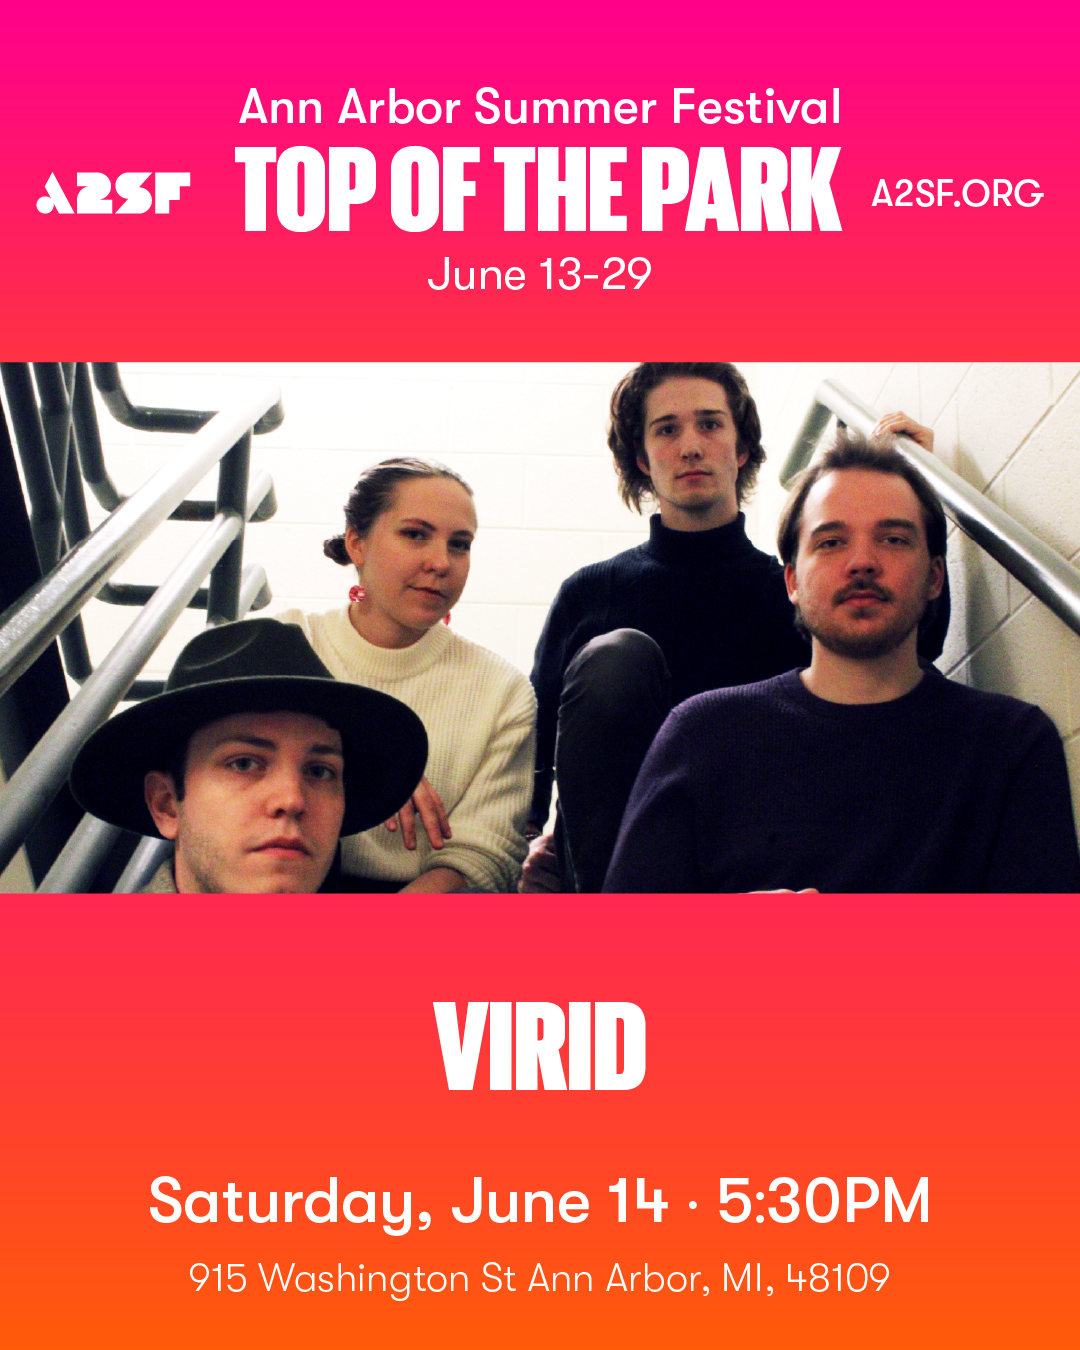 Ann Arbor Summer Festival
A2SF TOP OF THE PARK A2SF.ORG
June 13-29
VIRID
Saturday, June 14 · 5:30PM
915 Washington St Ann Arbor, MI, 48109